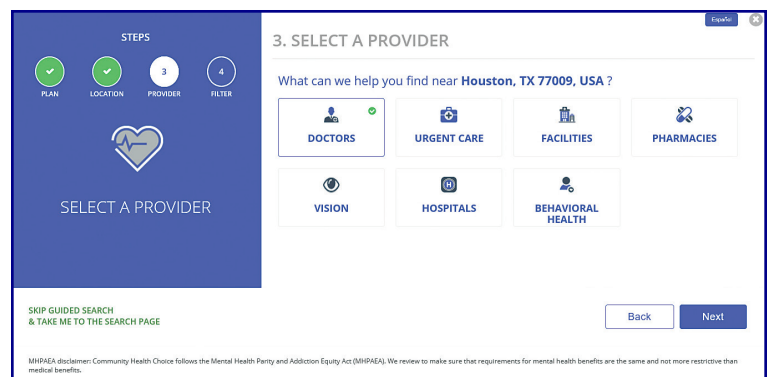 Español
STEPS
3
4
PLAN
LOCATION
PROVIDER
FILTER
SELECT A PROVIDER
3. SELECT A PROVIDER
What can we help you find near Houston, TX 77009, USA ?
DOCTORS
URGENT CARE
FACILITIES
PHARMACIES
VISION
H
HOSPITALS
BEHAVIORAL
HEALTH
SKIP GUIDED SEARCH
& TAKE ME TO THE SEARCH PAGE
Back
Next
MHPAEA disclaimer: Community Health Choice follows the Mental Health Parity and Addiction Equity Act (MHPAEA). We review to make sure that requirements for mental health benefits are the same and not more restrictive than
medical benefits.